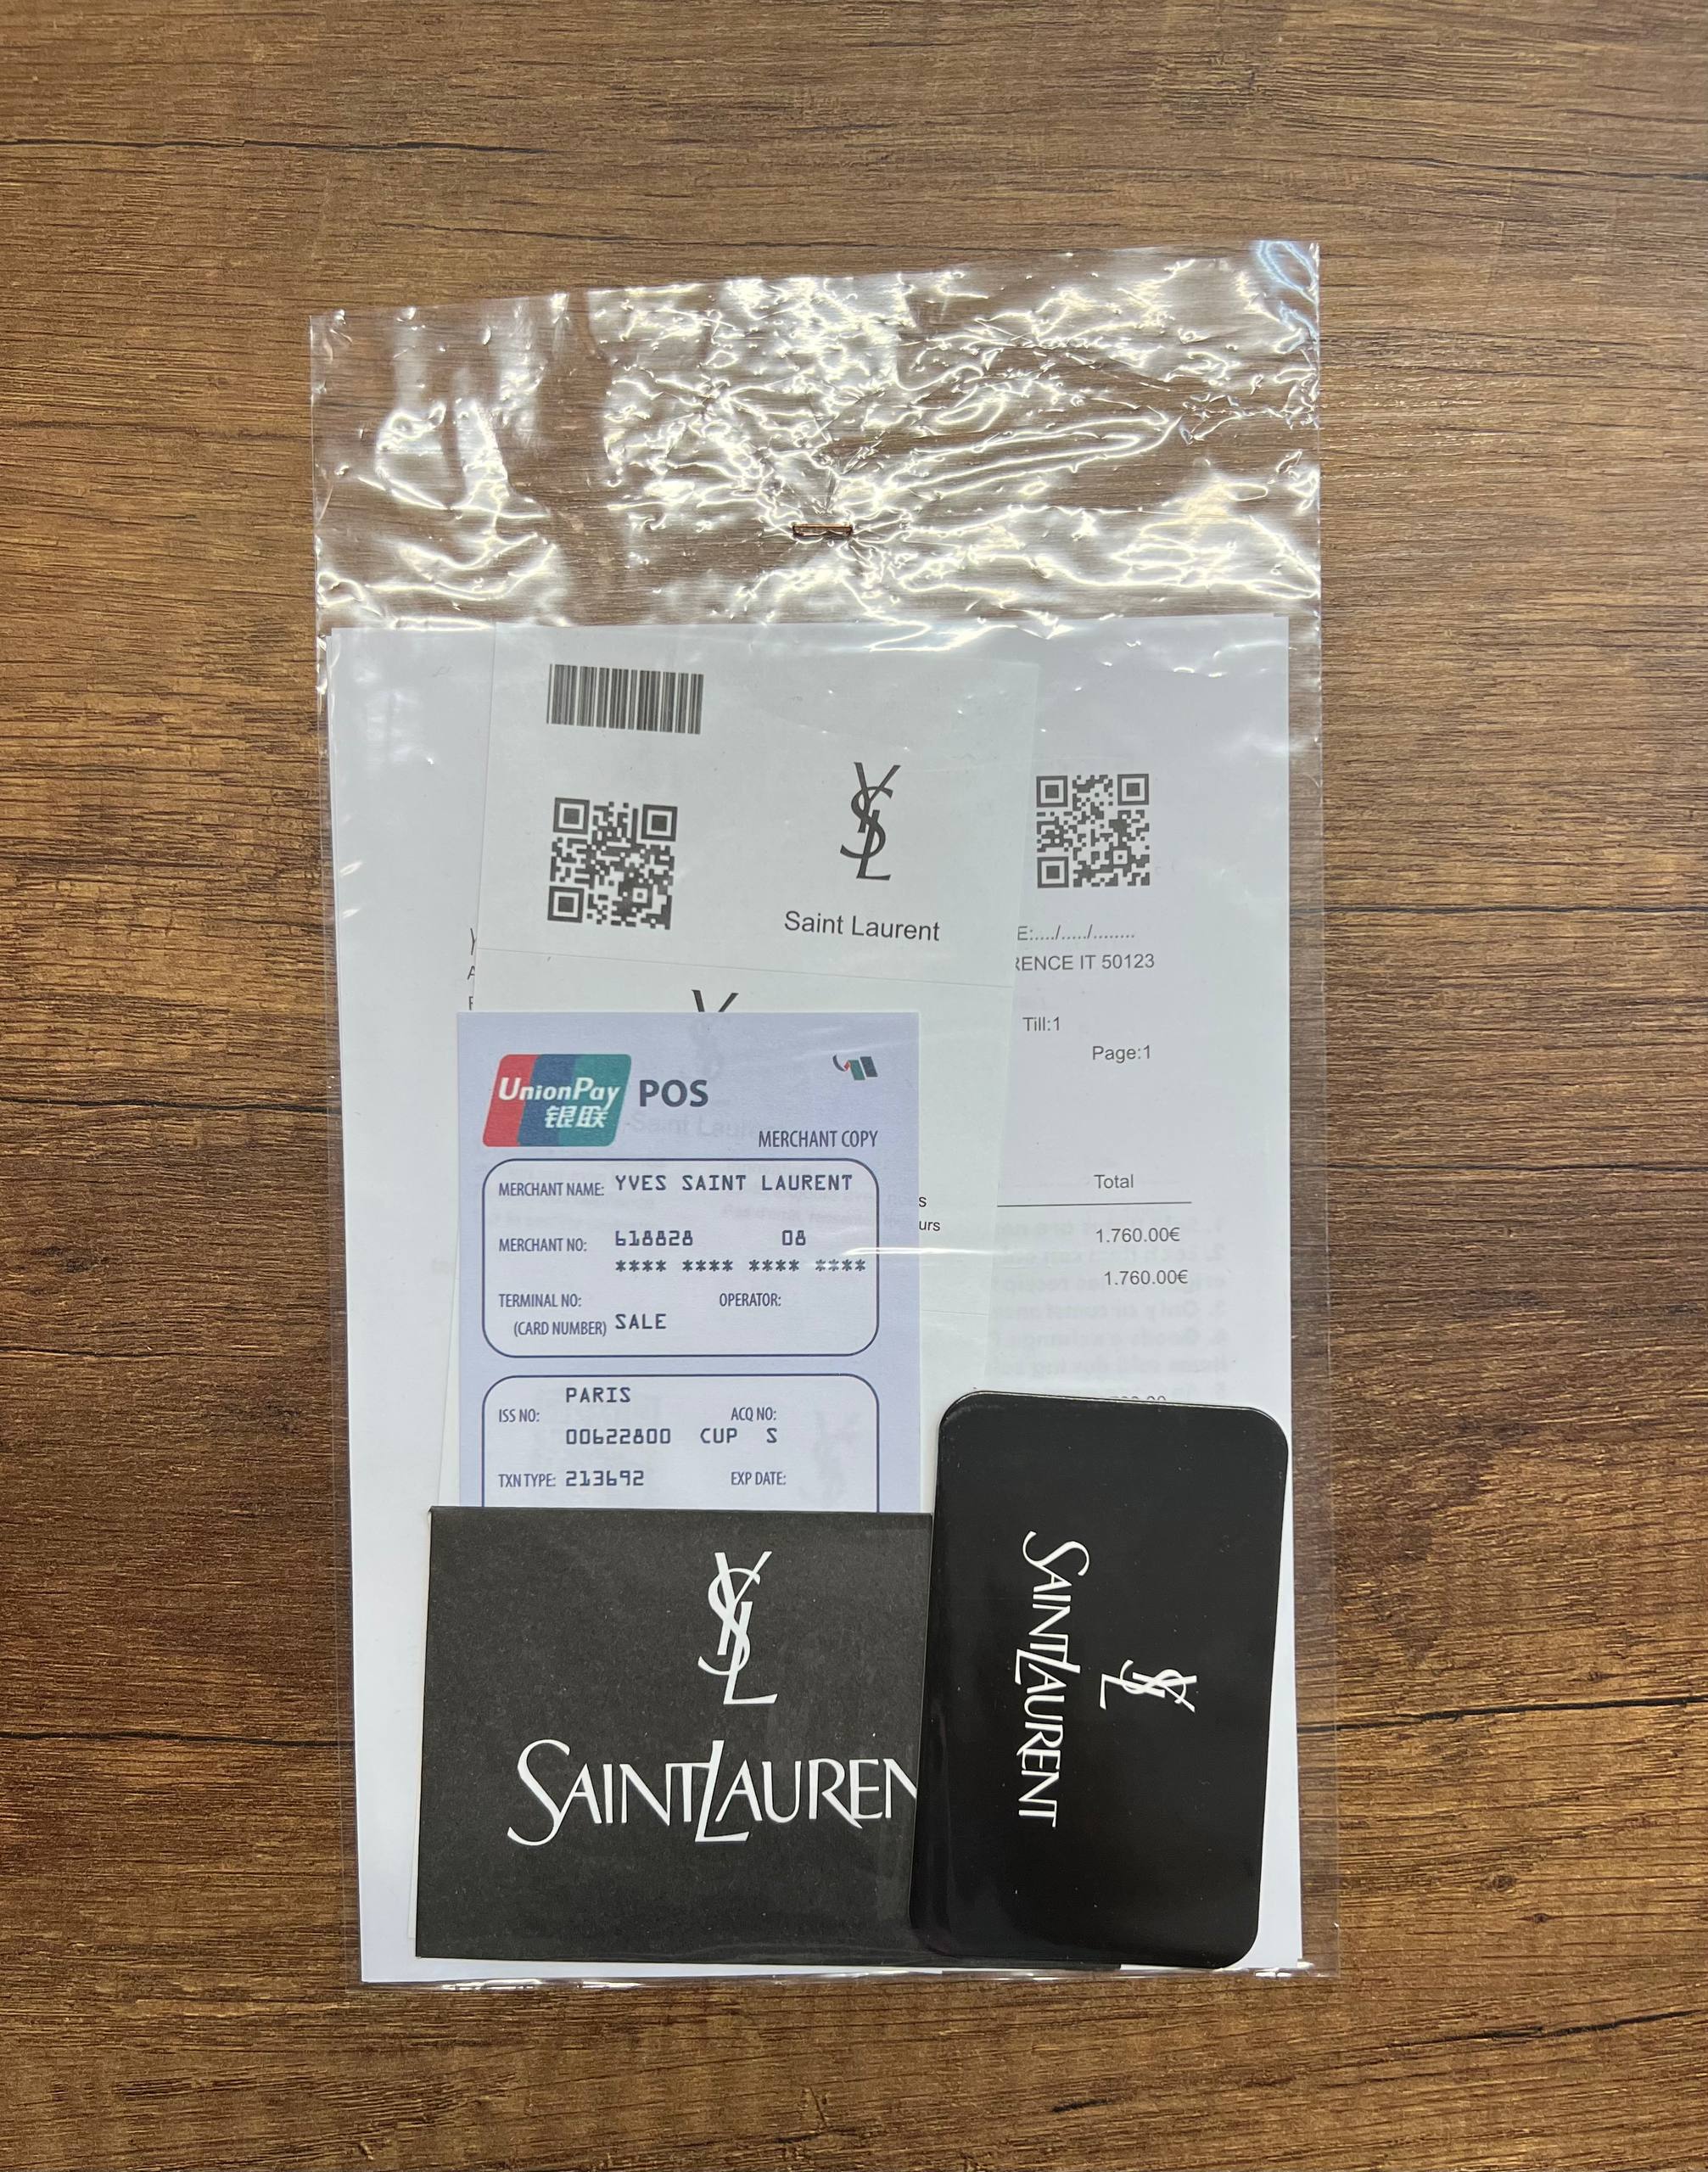 YSL
Saint Laurent
E:..../...../........
RENCE IT 50123
Till:1
Page:1
Total
1.760.00€
1.760.00€
s
urs
UnionPay
银联
POS
MERCHANT COPY
MERCHANT NAME: YVES SAINT LAURENT
MERCHANT NO: 618828 08
**** **** **** ****
TERMINAL NO: OPERATOR:
(CARD NUMBER) SALE
PARIS
ISS NO: ACQ NO:
00622800 CUP S
TXN TYPE: 213692 EXP DATE:
YSL
SAINT LAUREN
YSL
SAINT LAURENT